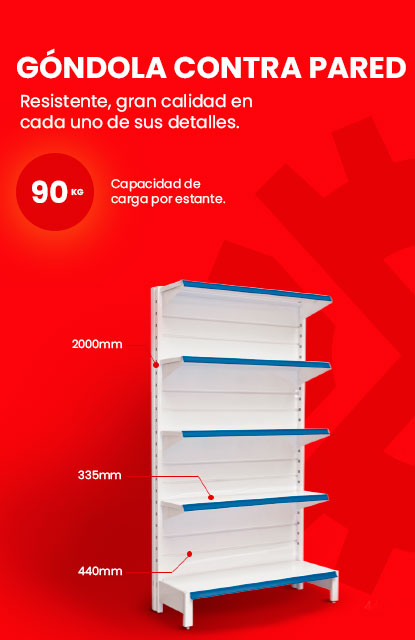 GÓNDOLA CONTRA PARED
Resistente, gran calidad en
cada uno de sus detalles.
90 KG
Capacidad de
carga por estante.
2000mm
335mm
440mm